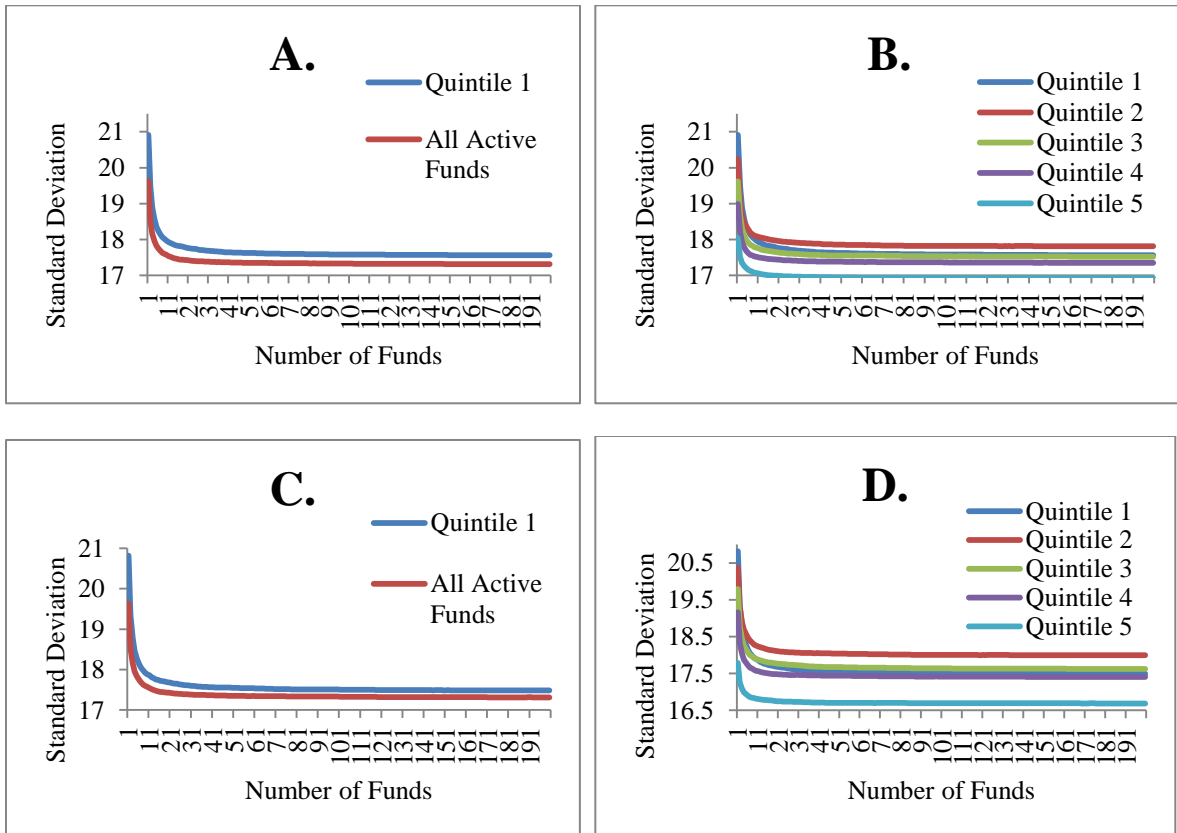 A.
Quintile 1
All Active
Funds
Standard Deviation
21
20
19
18
17
1 11 21 31 41 51 61 71 81 91 101 111 121 131 141 151 161 171 181 191
Number of Funds
B.
Quintile 1
Quintile 2
Quintile 3
Quintile 4
Quintile 5
Standard Deviation
21
20
19
18
17
1 11 21 31 41 51 61 71 81 91 101 111 121 131 141 151 161 171 181 191
Number of Funds
C.
Quintile 1
All Active
Funds
Standard Deviation
21
20
19
18
17
1 11 21 31 41 51 61 71 81 91 101 111 121 131 141 151 161 171 181 191
Number of Funds
D.
Quintile 1
Quintile 2
Quintile 3
Quintile 4
Quintile 5
Standard Deviation
20.5
19.5
18.5
17.5
16.5
1 11 21 31 41 51 61 71 81 91 101 111 121 131 141 151 161 171 181 191
Number of Funds